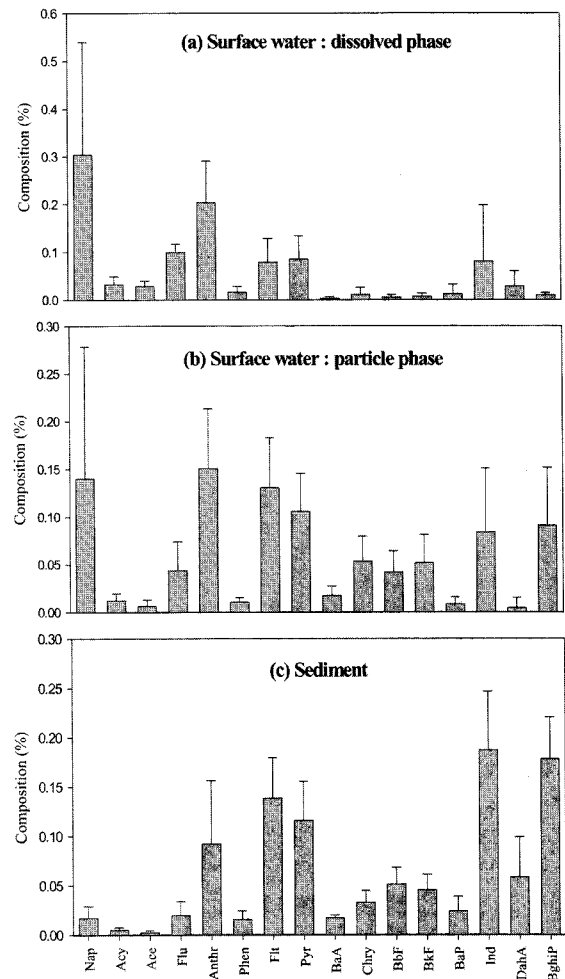 (a) Surface water : dissolved phase
Composition (%)
0.6
0.5
0.4
0.3
0.2
0.1
0.0
(b) Surface water : particle phase
Composition (%)
0.30
0.25
0.20
0.15
0.10
0.05
0.00
(c) Sediment
Composition (%)
0.30
0.25
0.20
0.15
0.10
0.05
0.00
Nap
Acy
Ace
Flu
Anthr
Phen
Flt
Pyr
BaA
Chry
BbF
BkF
BaP
Ind
DahA
BghiP